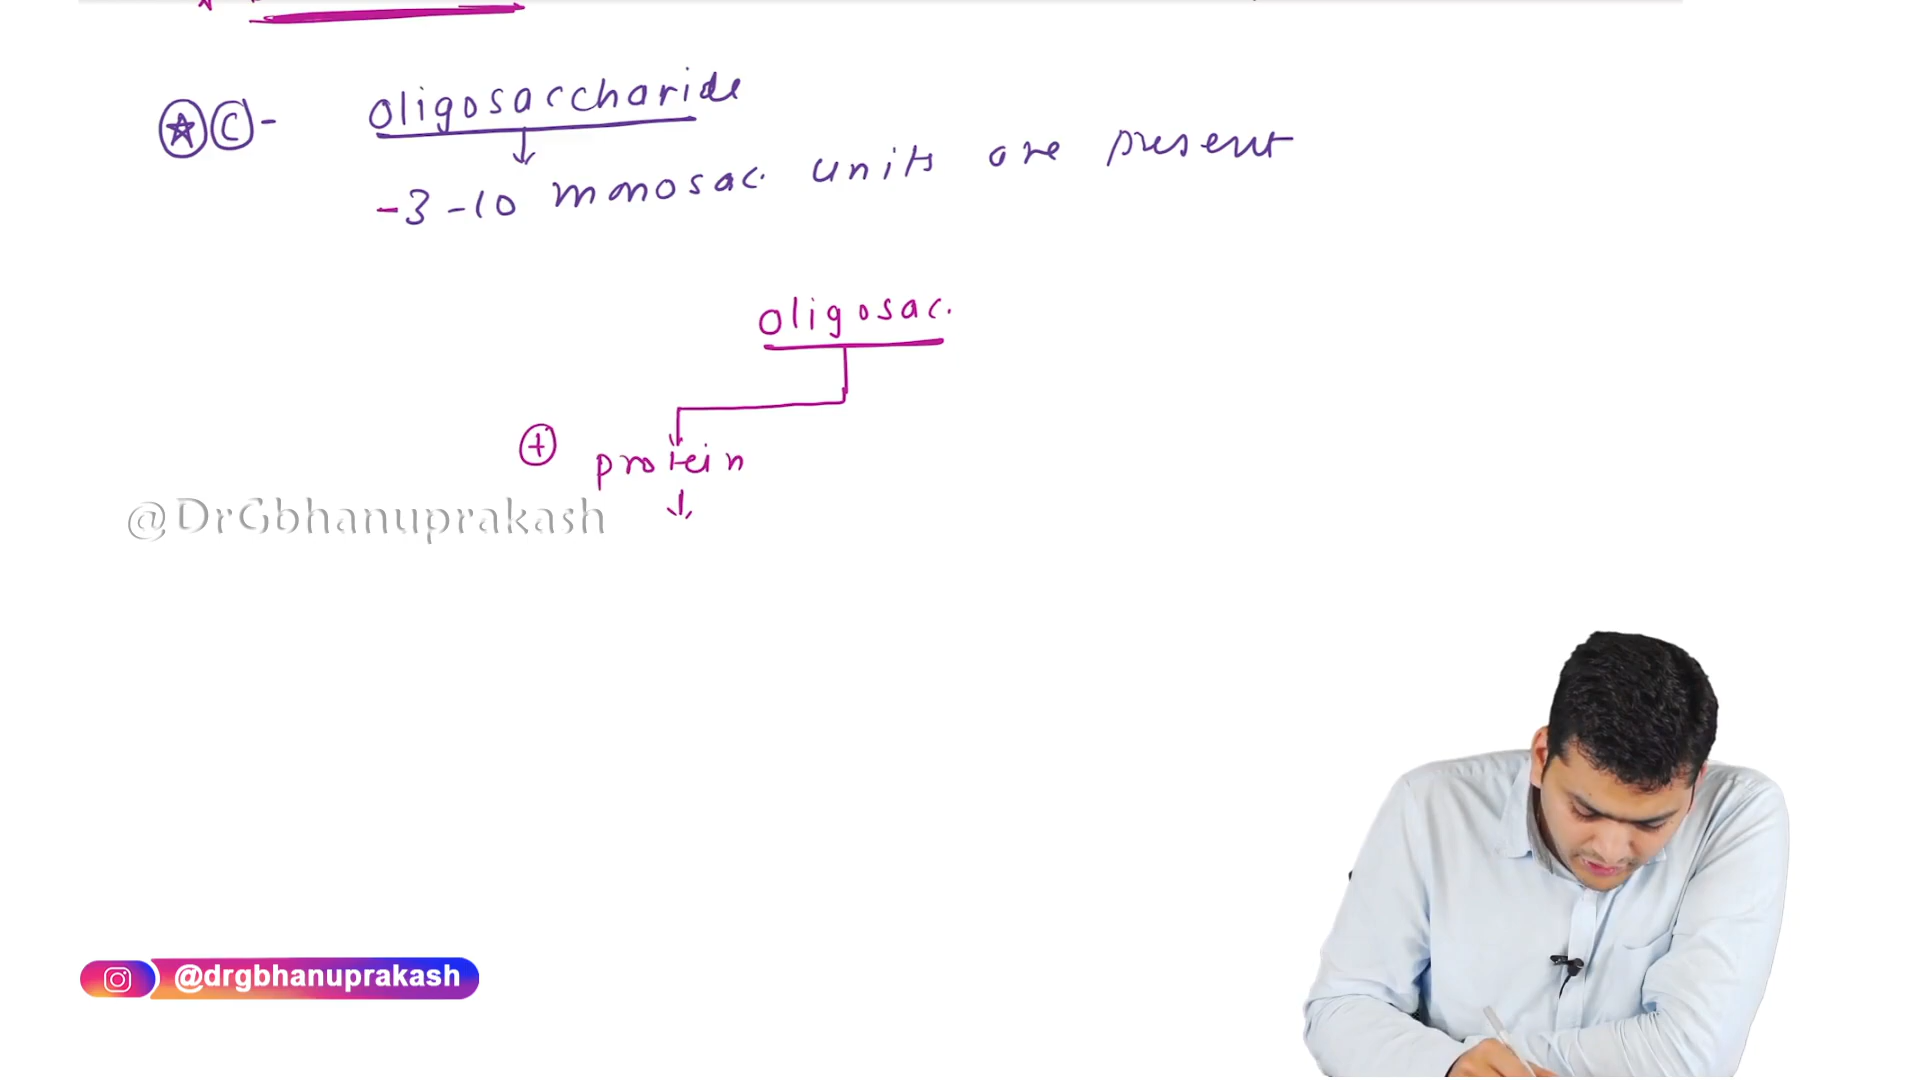 C- oligosaccharide
-3-10 monosac. units are present
oligosac.
+ protein
@DrGbhanuprakash
@drgbhanuprakash